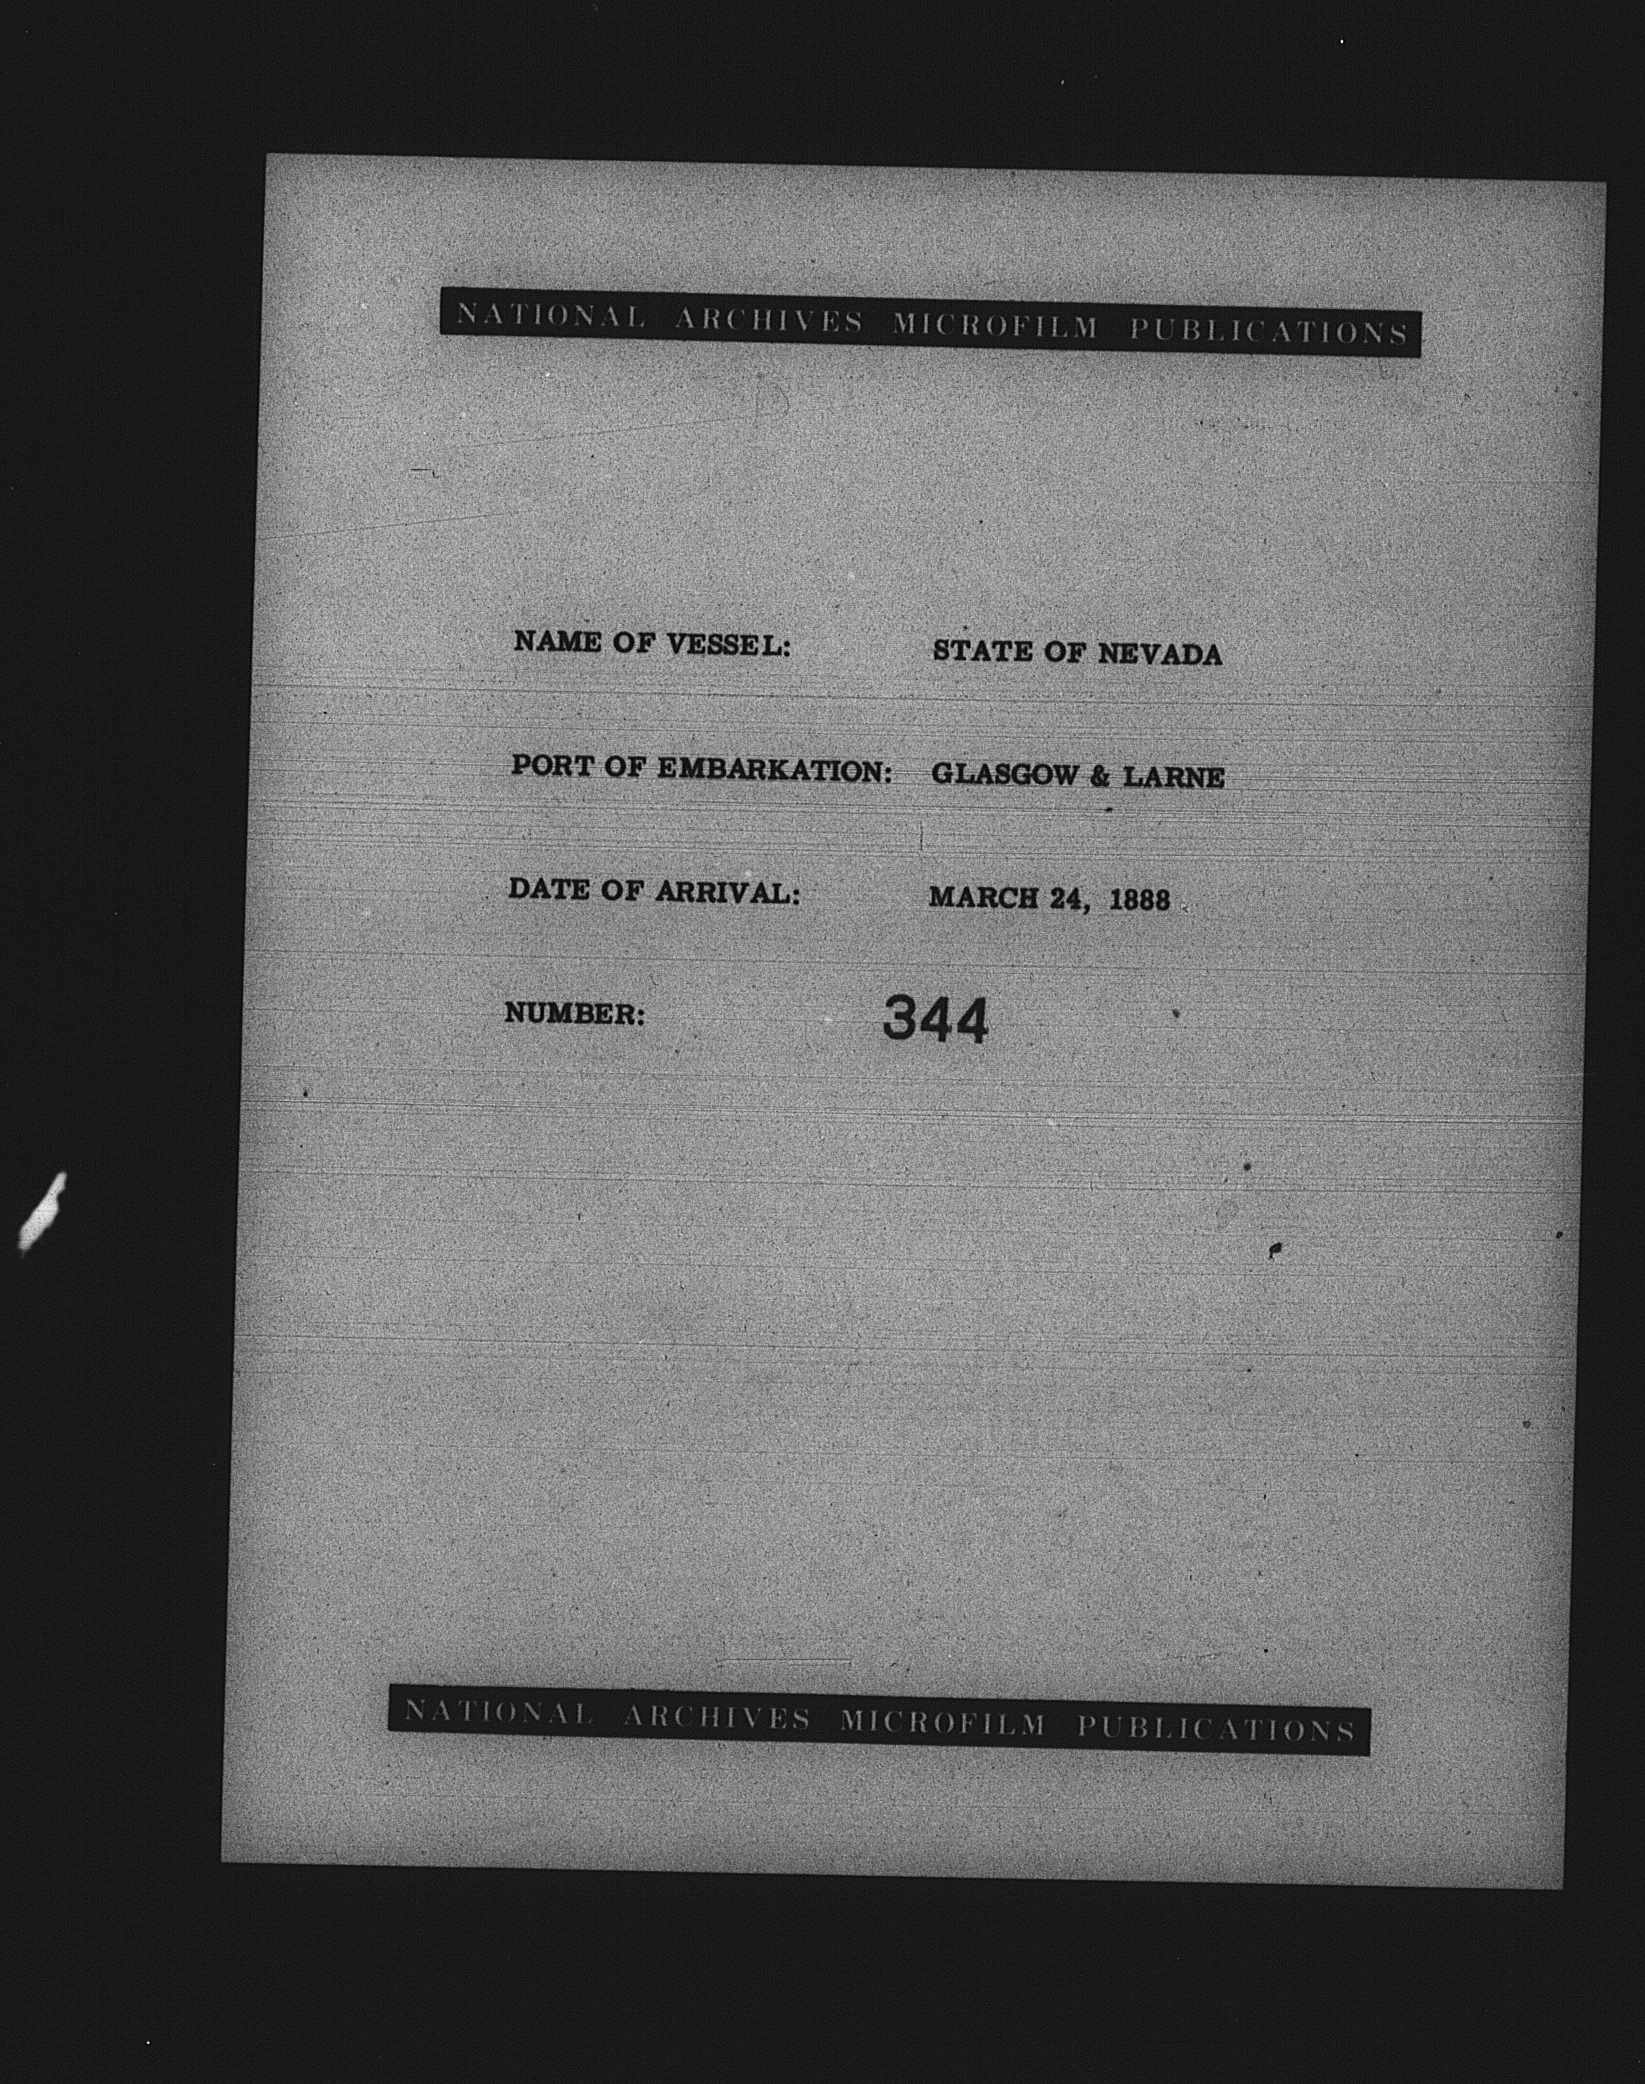 NATIONAL ARCHIVES MICROFILM PUBLICATIONS
NAME OF VESSEL: STATE OF NEVADA
PORT OF EMBARKATION: GLASGOW & LARNE
DATE OF ARRIVAL: MARCH 24, 1888
NUMBER: 344
NATIONAL ARCHIVES MICROFILM PUBLICATIONS